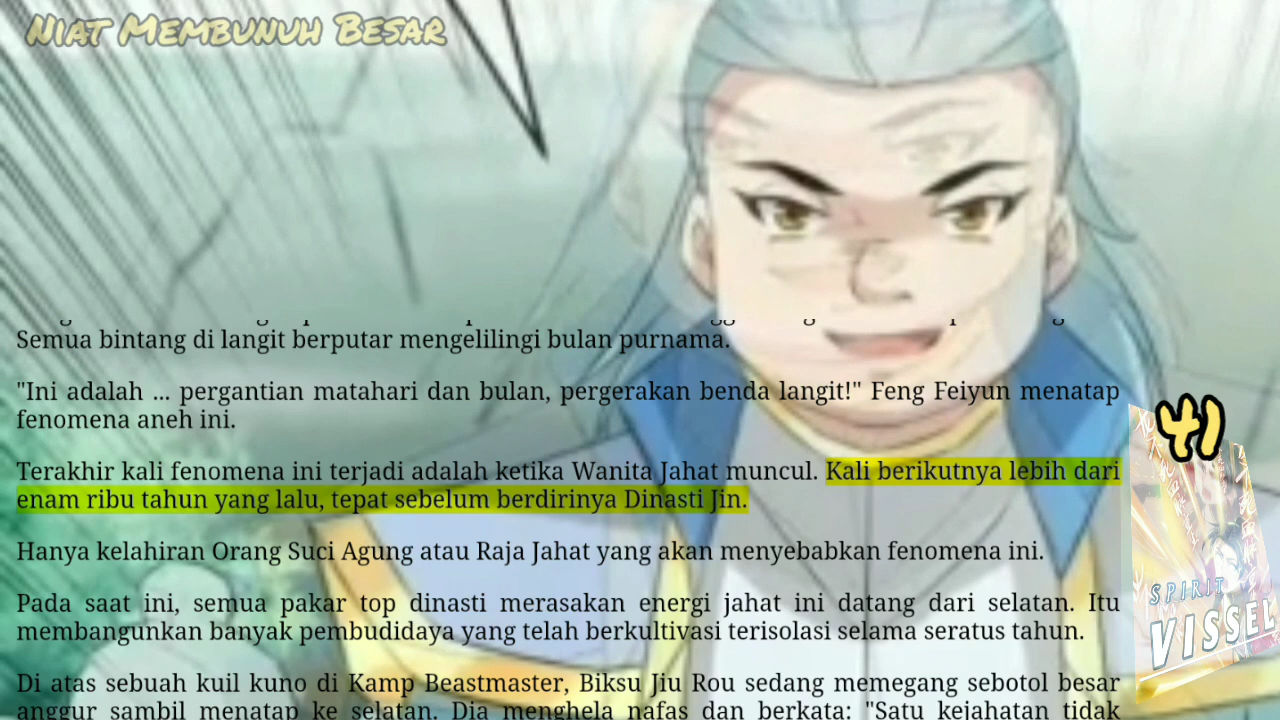 Niat Membunuh Besar
Semua bintang di langit berputar mengelilingi bulan purnama.
"Ini adalah ... pergantian matahari dan bulan, pergerakan benda langit!" Feng Feiyun menatap
fenomena aneh ini.
Terakhir kali fenomena ini terjadi adalah ketika Wanita Jahat muncul. Kali berikutnya lebih dari
enam ribu tahun yang lalu, tepat sebelum berdirinya Dinasti Jin.
Hanya kelahiran Orang Suci Agung atau Raja Jahat yang akan menyebabkan fenomena ini.
Pada saat ini, semua pakar top dinasti merasakan energi jahat ini datang dari selatan. Itu
membangunkan banyak pembudidaya yang telah berkultivasi terisolasi selama seratus tahun.
Di atas sebuah kuil kuno di Kamp Beastmaster, Biksu Jiu Rou sedang memegang sebotol besar
anggur sambil menatap ke selatan. Dia menghela nafas dan berkata: "Satu kejahatan tidak
41
SPIRIT
VISSEL